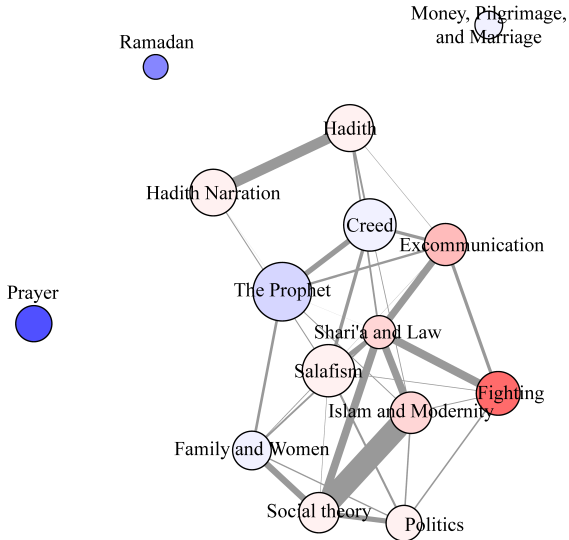 Money, Pilgrimage,
and Marriage
Ramadan
Hadith
Hadith Narration
Creed
Excommunication
The Prophet
Prayer
Shari'a and Law
Salafism
Fighting
Islam and Modernity
Family and Women
Social theory
Politics